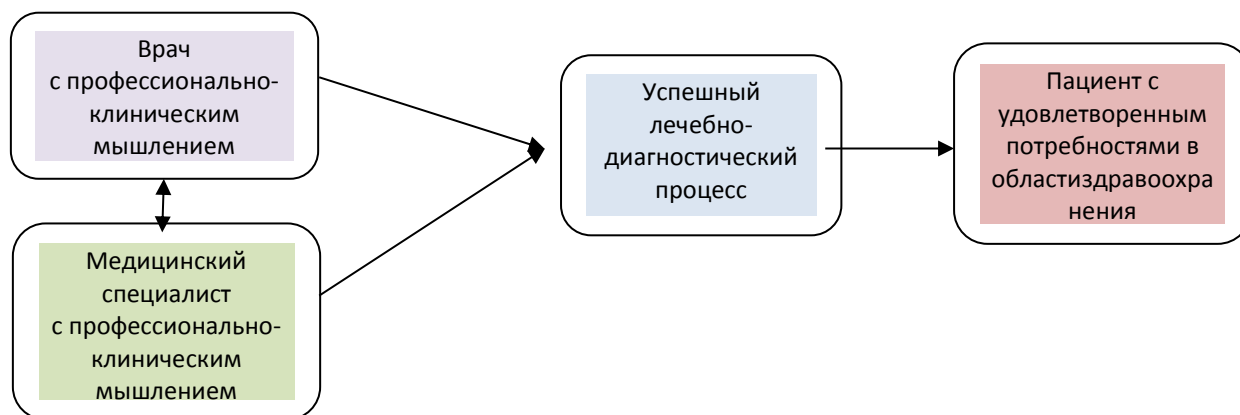 Врач
с профессионально-
клиническим
мышлением
Медицинский
специалист
с профессионально-
клиническим
мышлением
Успешный
лечебно-
диагностический
процесс
Пациент с
удовлетворенным
потребностями в
областиздравоохра
нения